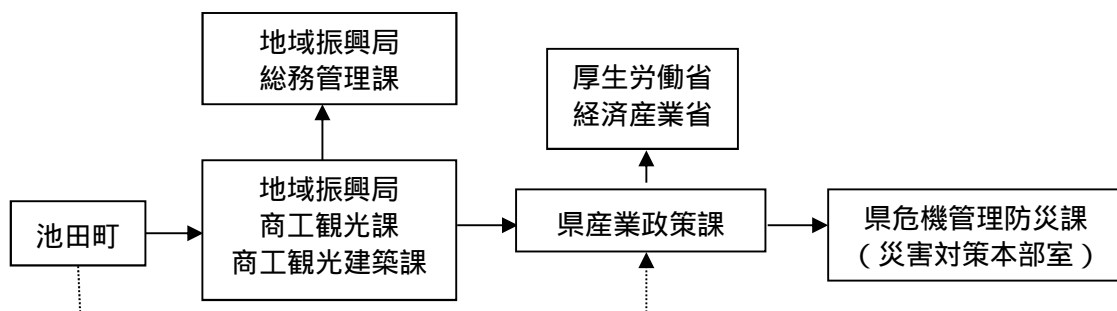 地域振興局
総務管理課
厚生労働省
経済産業省
池田町
地域振興局
商工観光課
商工観光建築課
県産業政策課
県危機管理防災課
（災害対策本部室）